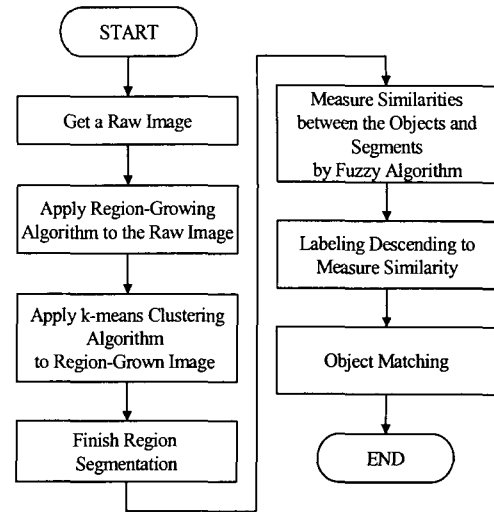 START
Get a Raw Image
Apply Region-Growing
Algorithm to the Raw Image
Apply k-means Clustering
Algorithm
to Region-Grown Image
Finish Region
Segmentation
Measure Similarities
between the Objects and
Segments
by Fuzzy Algorithm
Labeling Descending to
Measure Similarity
Object Matching
END